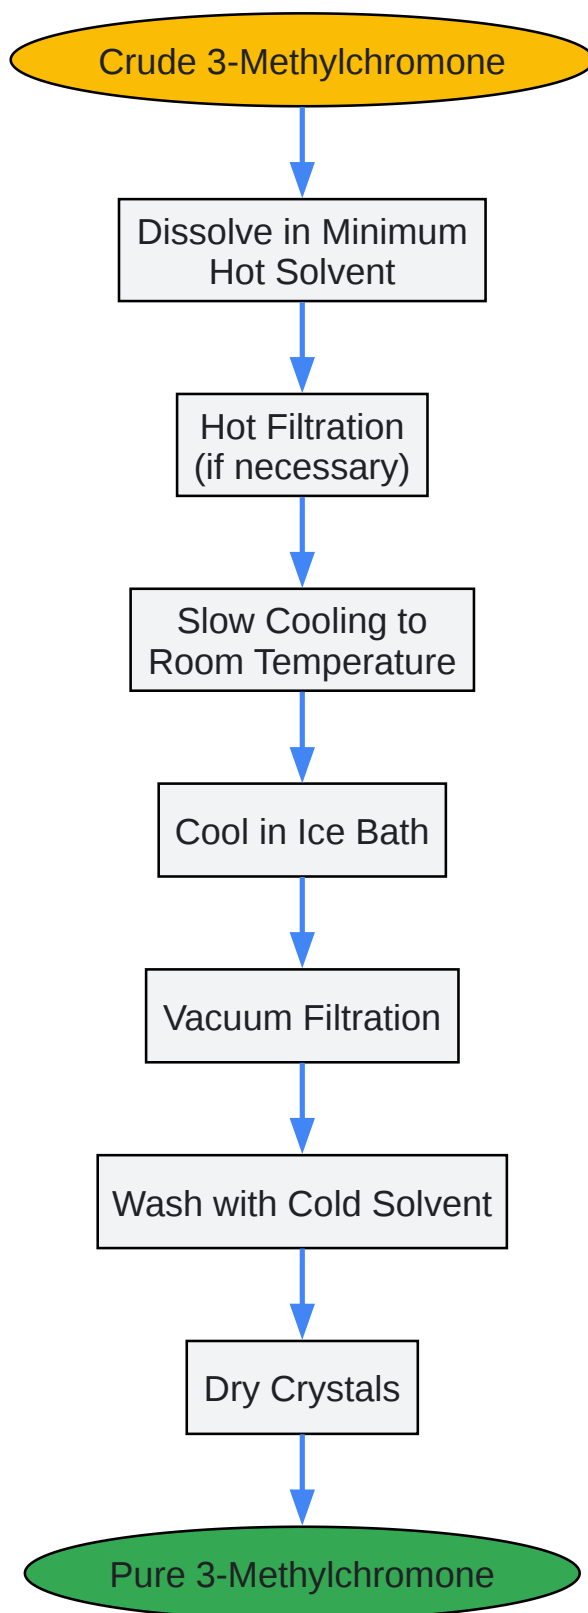 Crude 3-Methylchromone
Dissolve in Minimum
Hot Solvent
Hot Filtration
(if necessary)
Slow Cooling to
Room Temperature
Cool in Ice Bath
Vacuum Filtration
Wash with Cold Solvent
Dry Crystals
Pure 3-Methylchromone